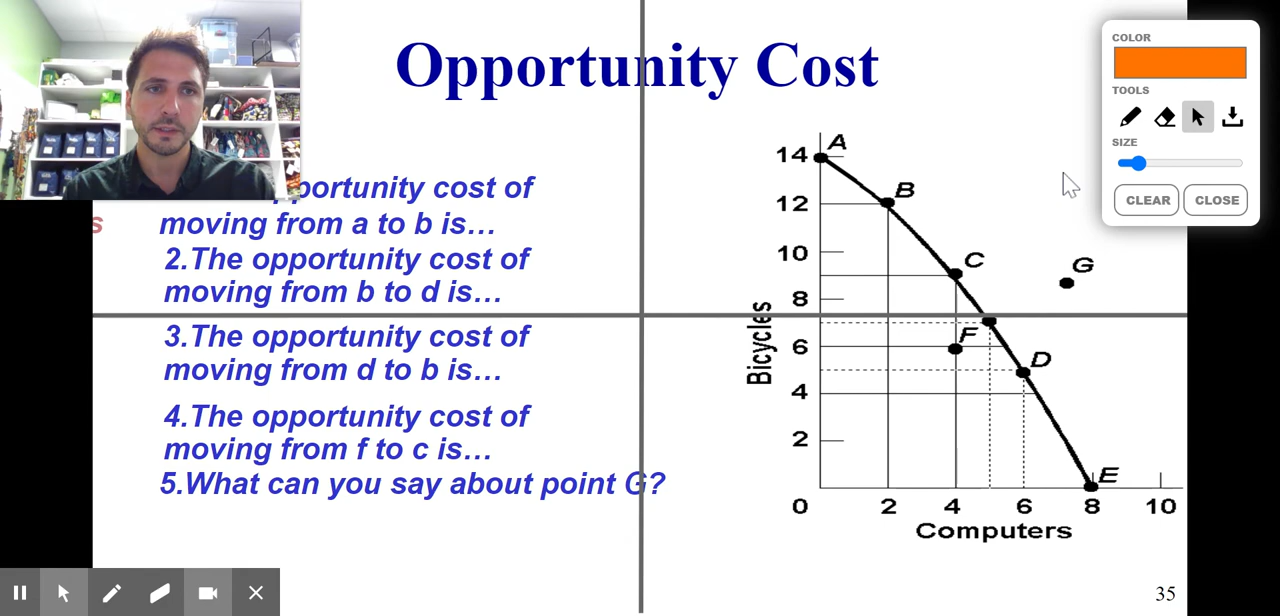 Opportunity Cost
portunity cost of
s moving from a to b is...
2.The opportunity cost of
moving from b to d is...
3.The opportunity cost of
moving from d to b is...
4.The opportunity cost of
moving from f to c is...
5.What can you say about point G?
A
14
B
12
10
C
G
8
F
6
D
4
2
E
0 2 4 6 8 10
Bicycles
Computers
35
COLOR
TOOLS
SIZE
CLEAR CLOSE